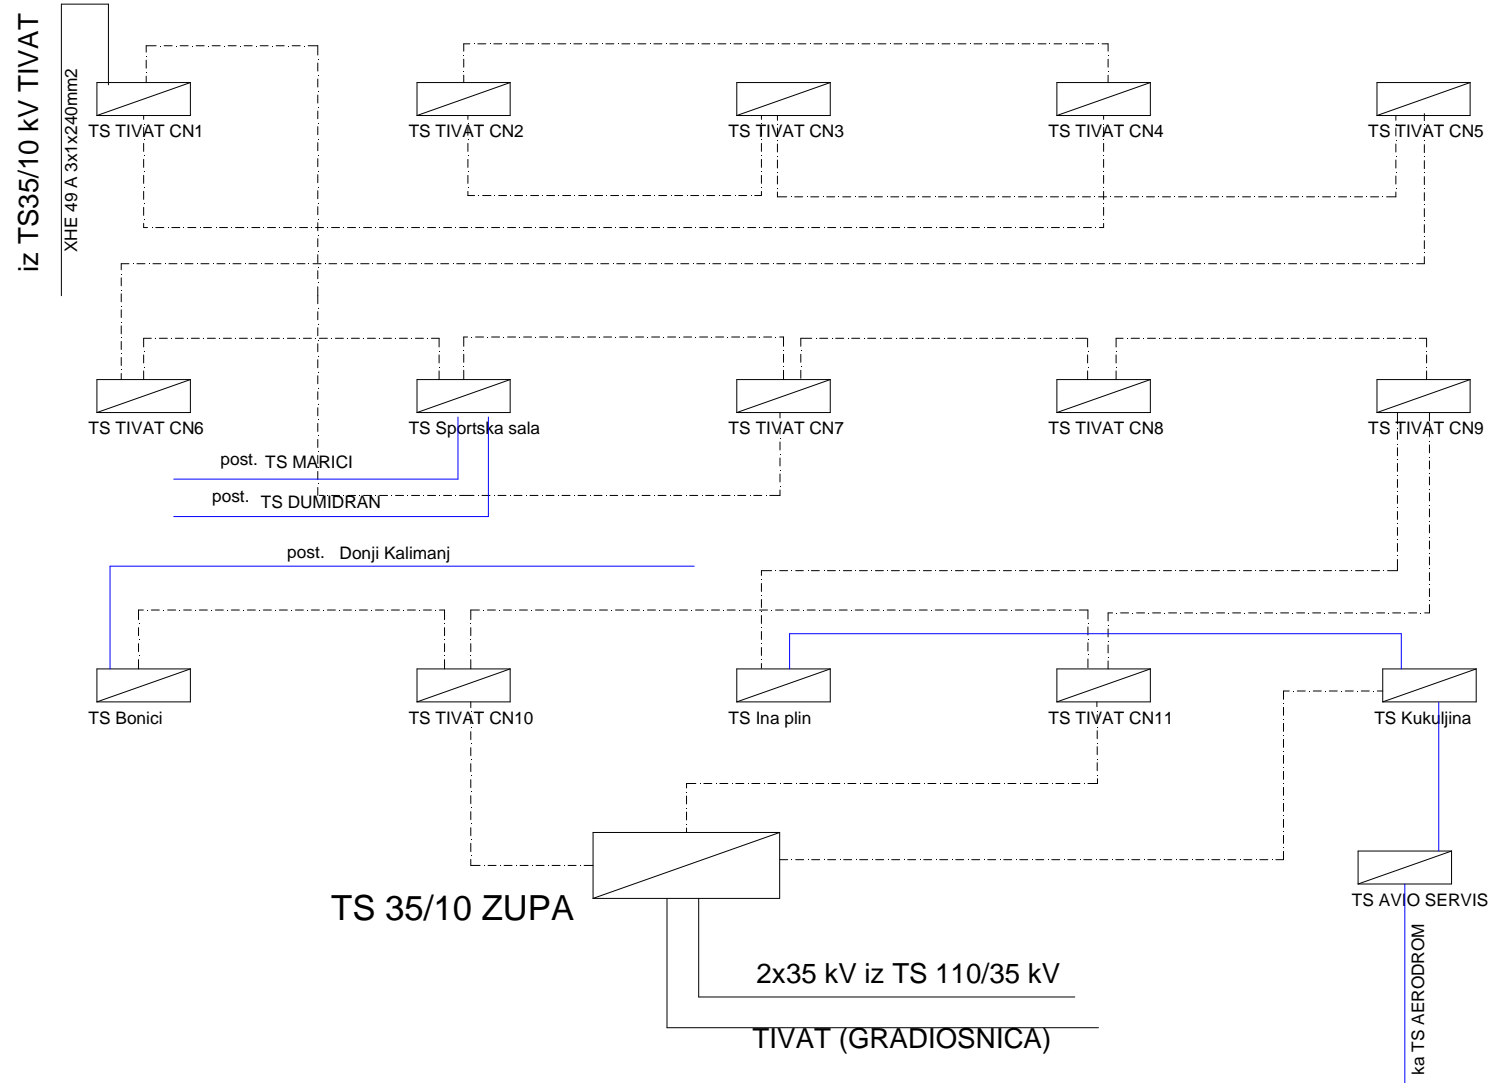 iz TS35/10 kV TIVAT
XHE 49 A 3x1x240mm2
TS TIVAT CN1
TS TIVAT CN2
TS TIVAT CN3
TS TIVAT CN4
TS TIVAT CN5
TS TIVAT CN6
TS Sportska sala
TS TIVAT CN7
TS TIVAT CN8
TS TIVAT CN9
post. TS MARICI
post. TS DUMIDRAN
post. Donji Kalimanj
TS Bonici
TS TIVAT CN10
TS Ina plin
TS TIVAT CN11
TS Kukuljina
TS 35/10 ZUPA
TS AVIO SERVIS
2x35 kV iz TS 110/35 kV
TIVAT (GRADIOSNICA)
ka TS AERODROM